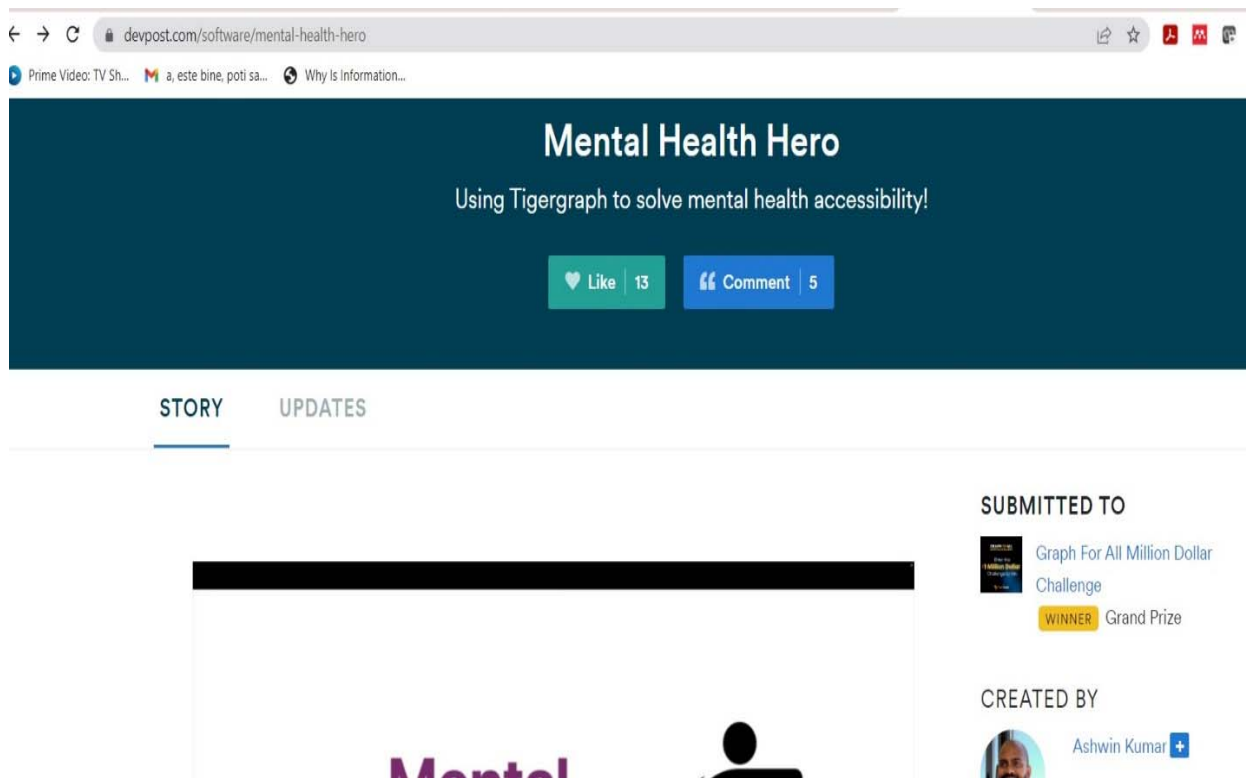 devpost.com/software/mental-health-hero
Prime Video: TV Sh... a, este bine, poti sa... Why Is Information...
Mental Health Hero
Using Tigergraph to solve mental health accessibility!
Like 13 Comment 5
STORY UPDATES
SUBMITTED TO
Graph For All Million Dollar
Challenge
WINNER Grand Prize
CREATED BY
Ashwin Kumar +
Mental